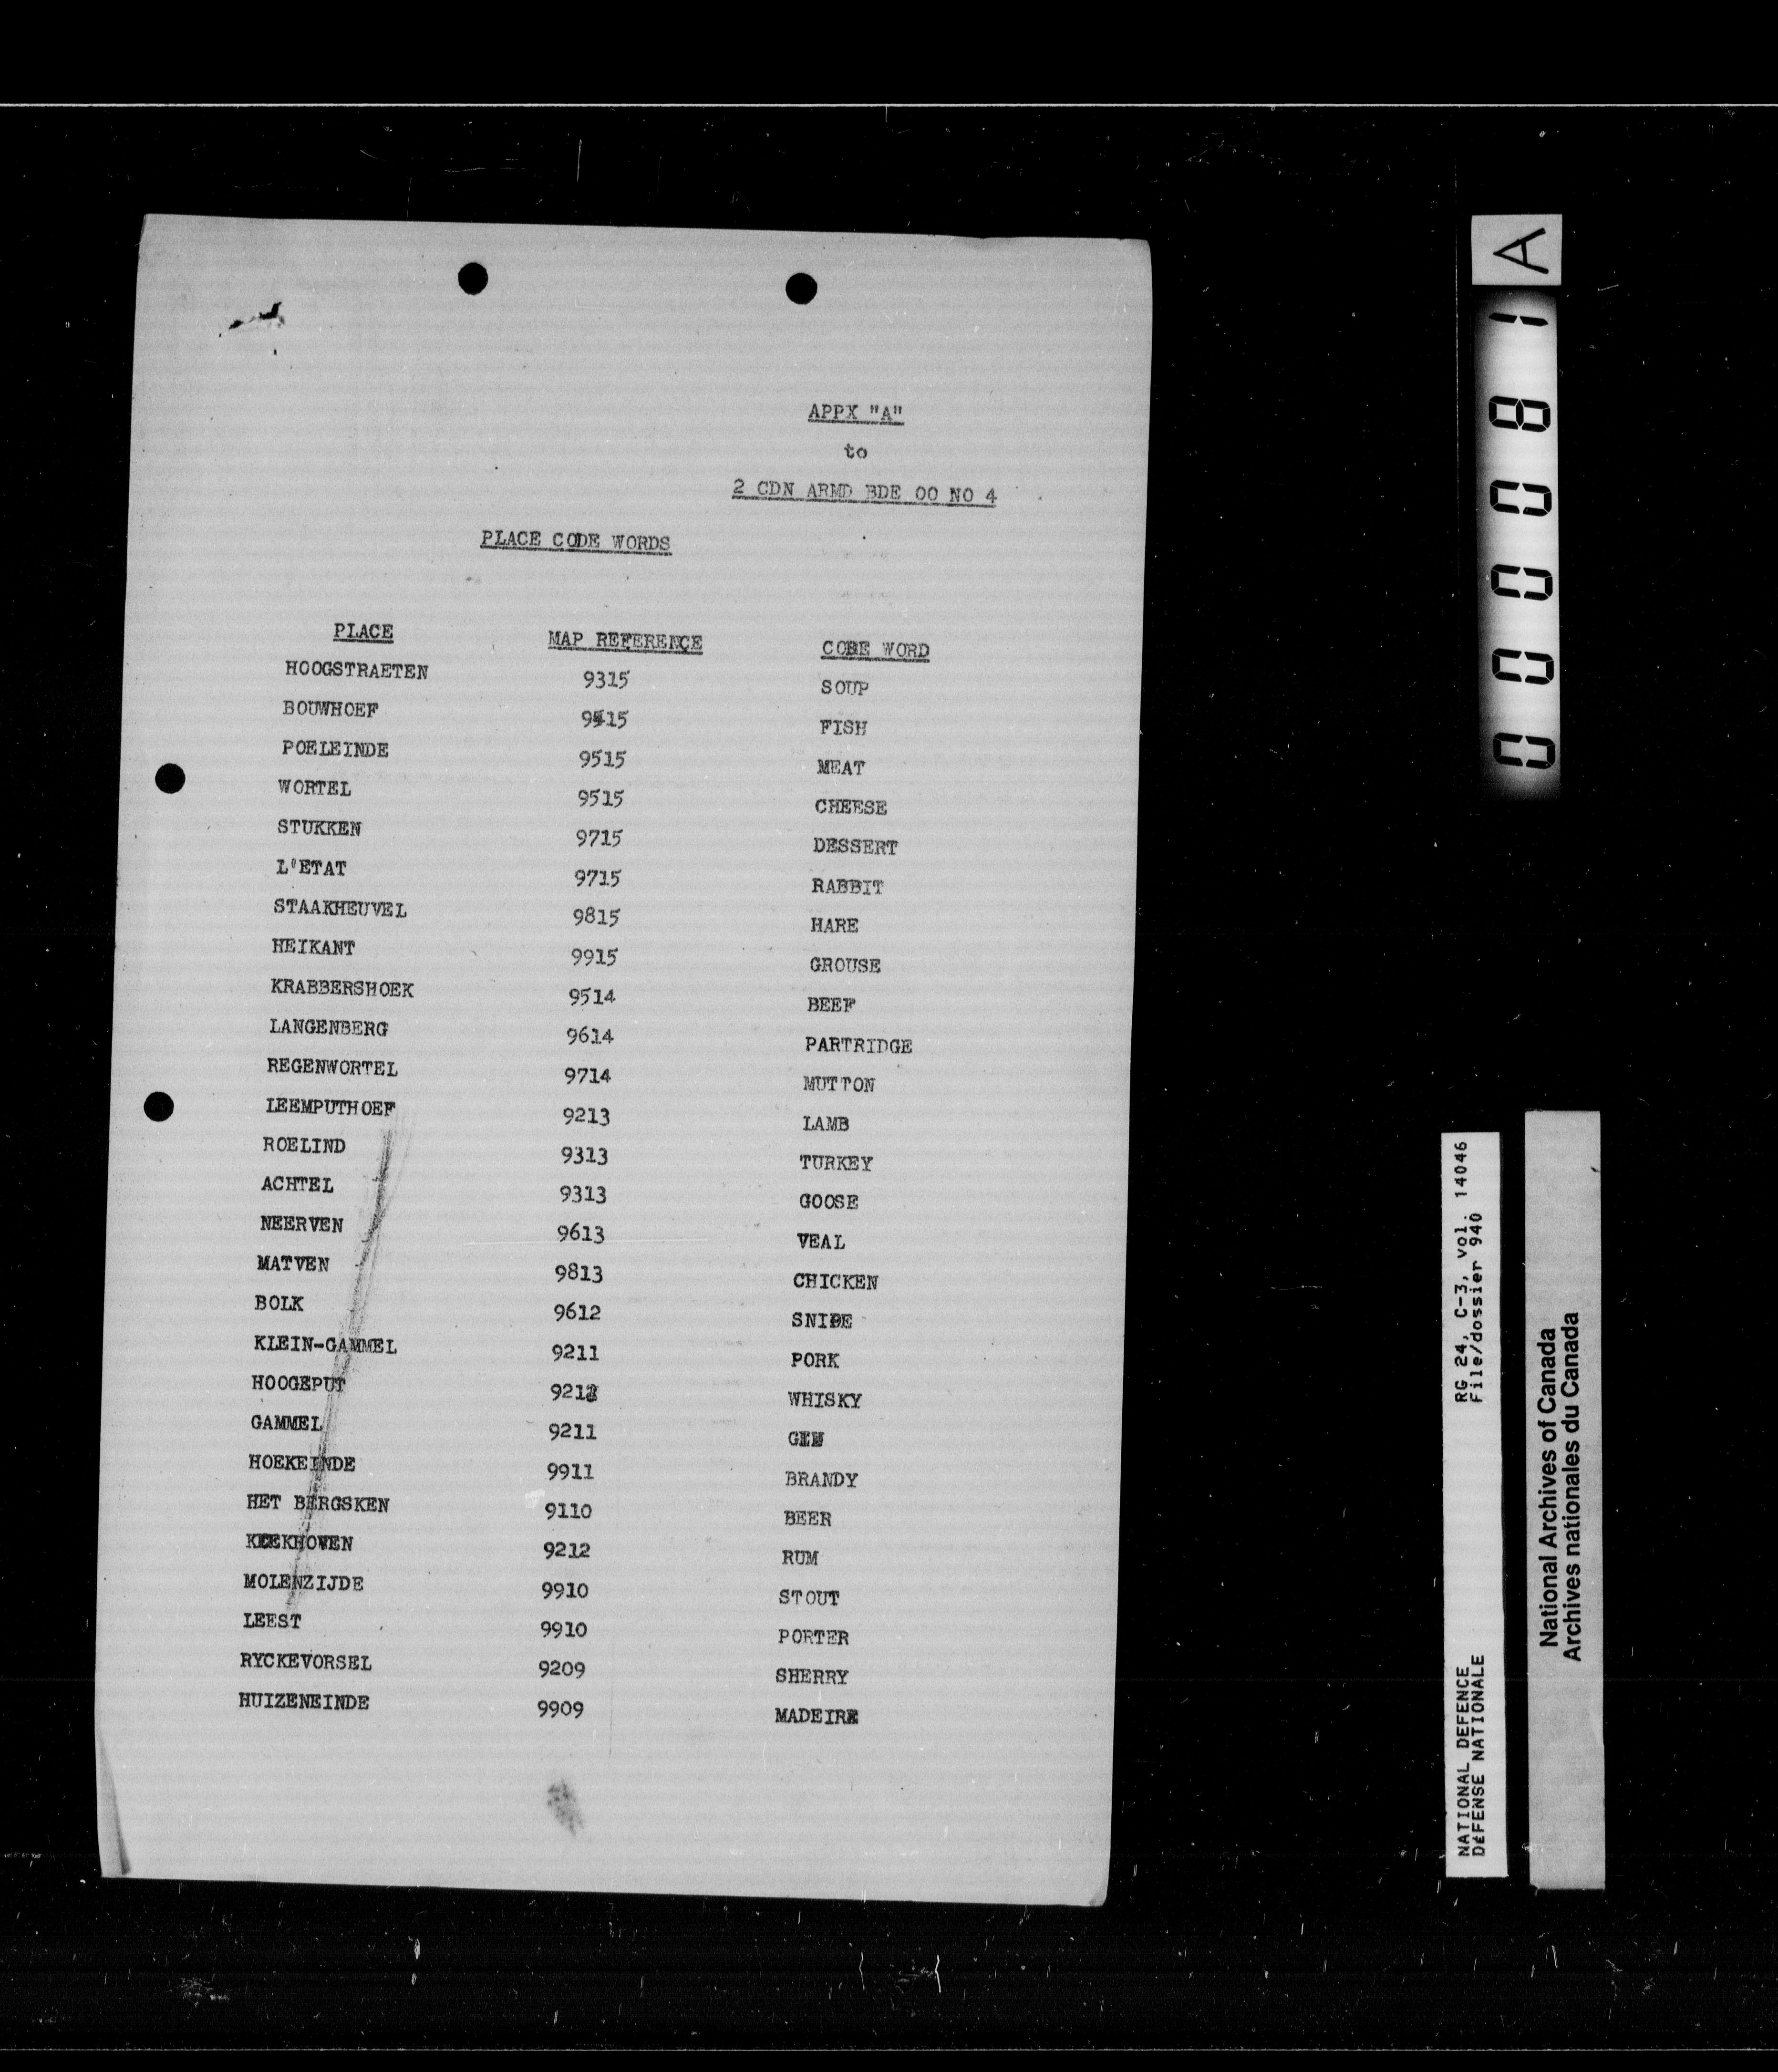 APPX "A"
to
2 CDN ARMD BDE OO NO 4
PLACE CODE WORDS
PLACE MAP REFERENCE CODE WORD
HOOGSTRAETEN 9315 SOUP
BOUWHOEF 9415 FISH
POELEINDE 9515 MEAT
WORTEL 9515 CHEESE
STUKKEN 9715 DESSERT
L'ETAT 9715 RABBIT
STAAKHEUVEL 9815 HARE
HEIKANT 9915 GROUSE
KRABBERSHOEK 9514 BEEF
LANGENBERG 9614 PARTRIDGE
REGENWORTEL 9714 MUTTON
LEEMPUTHOEF 9213 LAMB
ROELIND 9313 TURKEY
ACHTEL 9313 GOOSE
NEERVEN 9613 VEAL
MATVEN 9813 CHICKEN
BOLK 9612 SNIPE
KLEIN-GAMMEL 9211 PORK
HOOGEPUT WHISKY
GAMMEL 9211
HOEKEINDE 9911 BRANDY
HET BERGSKEN 9110 BEER
9212 RUM
MOLENZIJDE 9910 STOUT
LEEST 9910 PORTER
RYCKEVORSEL 9209 SHERRY
HUIZENEINDE 9909 MADEIRE
A
000081
RG 24, C-3, vol. 14046
File/dossier 940
NATIONAL DEFENCE
DÉFENSE NATIONALE
National Archives of Canada
Archives nationales du Canada